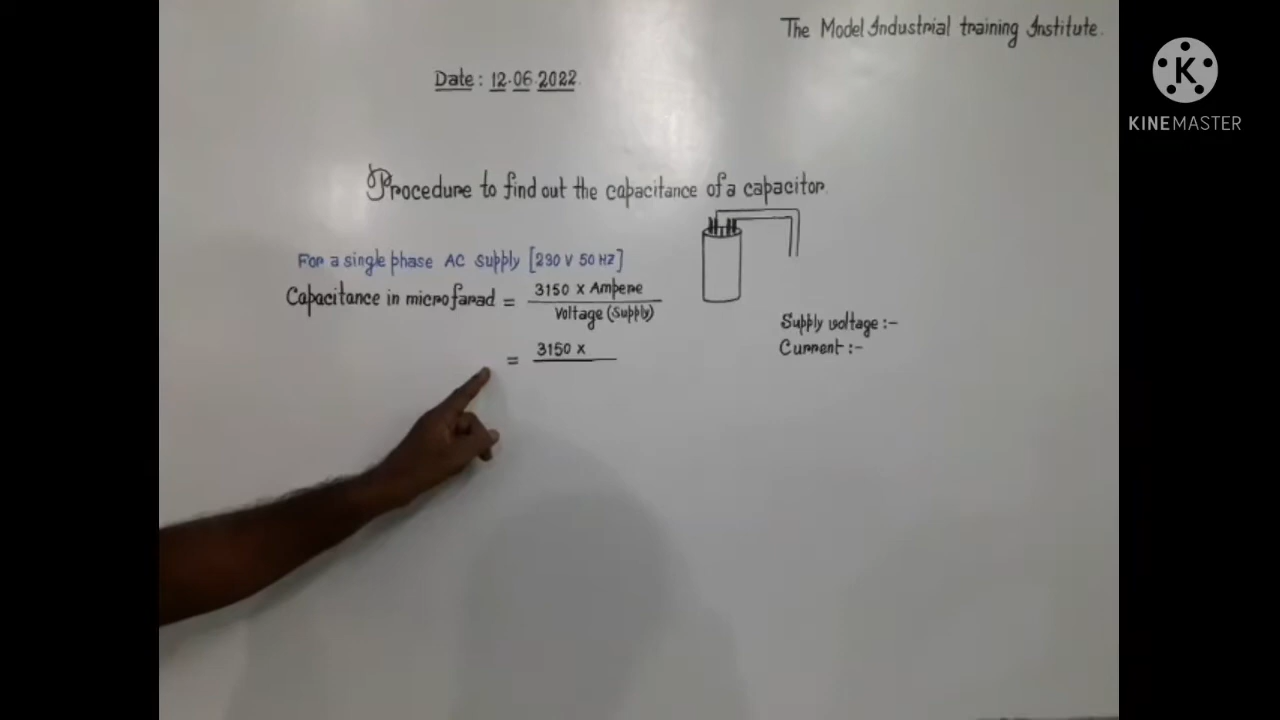 The Model Industrial training Institute.
KINEMASTER
Date: 12.06.2022.
Procedure to find out the capacitance of a capacitor.
For a single phase AC supply [230 V 50 HZ]
Capacitance in microfarad = 3150 x Ampere
Voltage (Supply)
= 3150 x
Supply voltage :-
Current :-